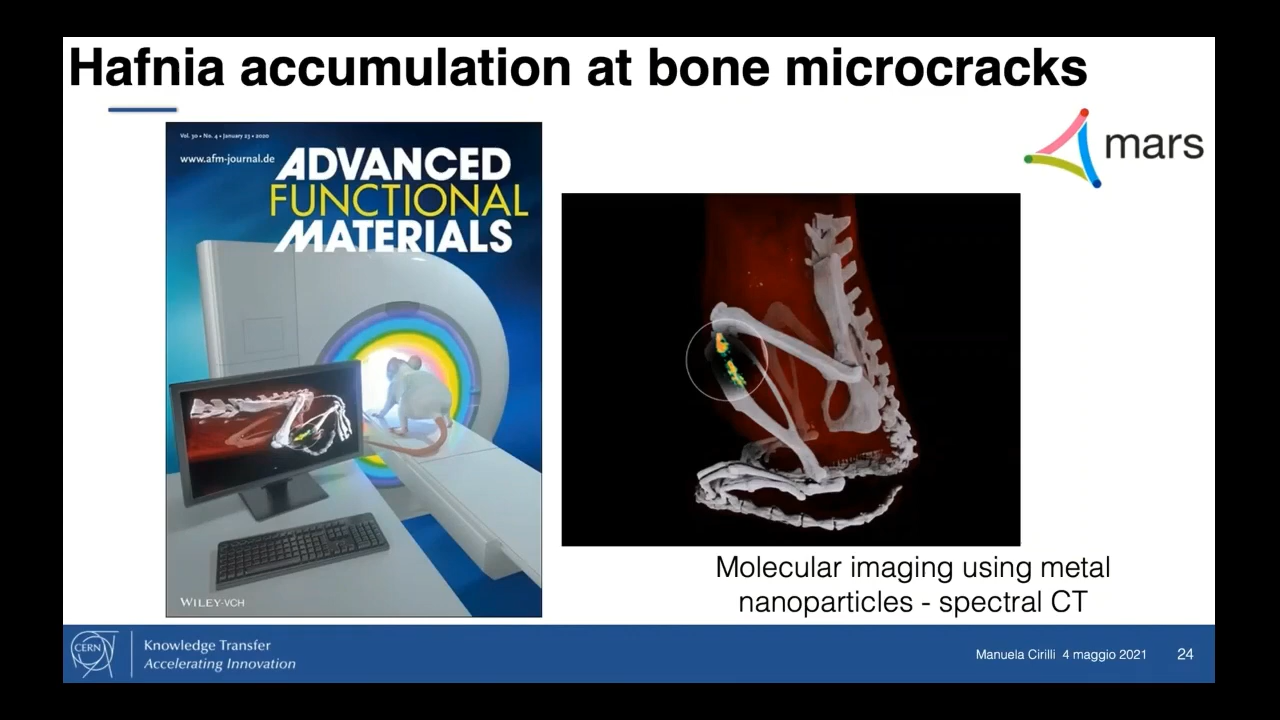 Hafnia accumulation at bone microcracks
mars
Vol. 30 • No. 4 • January 23 • 2020
www.afm-journal.de
ADVANCED
FUNCTIONAL
MATERIALS
WILEY-VCH
Molecular imaging using metal
nanoparticles - spectral CT
CERN
Knowledge Transfer
Accelerating Innovation
Manuela Cirilli 4 maggio 2021
24